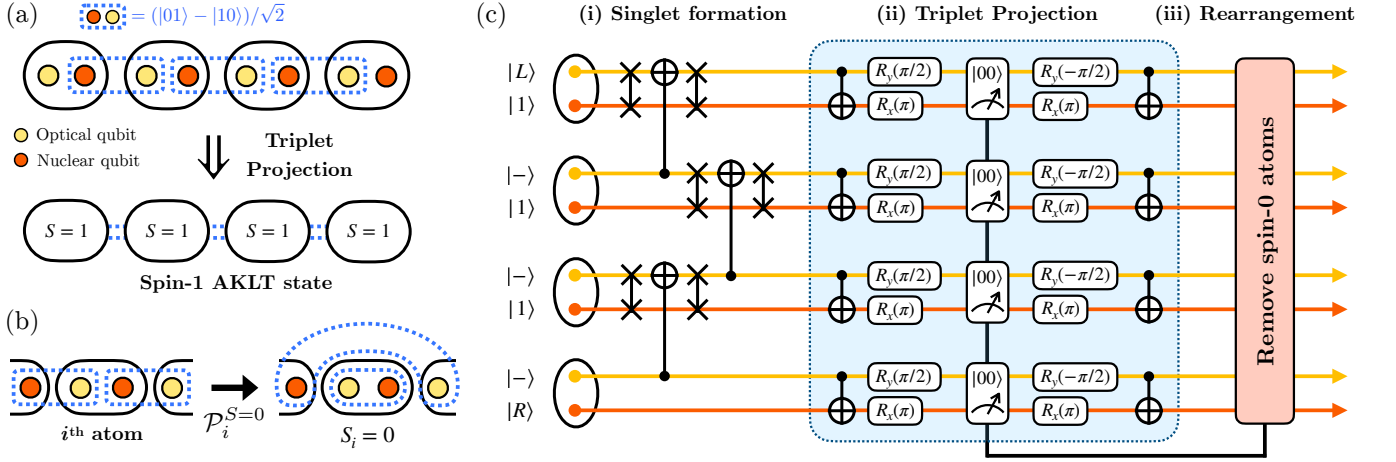 (a)
= (|01⟩ − |10⟩)/√2
Optical qubit
Nuclear qubit
Triplet
Projection
S = 1
S = 1
S = 1
S = 1
Spin-1 AKLT state
(b)
iᵗʰ atom
𝒫ᵢ^{S=0}
Sᵢ = 0
(c)
(i) Singlet formation
(ii) Triplet Projection
(iii) Rearrangement
|L⟩
R_y(π/2)
|00⟩
R_y(−π/2)
|1⟩
R_x(π)
R_x(π)
|−⟩
R_y(π/2)
|00⟩
R_y(−π/2)
|1⟩
R_x(π)
R_x(π)
|−⟩
R_y(π/2)
|00⟩
R_y(−π/2)
|1⟩
R_x(π)
R_x(π)
|−⟩
R_y(π/2)
|00⟩
R_y(−π/2)
|R⟩
R_x(π)
R_x(π)
Remove spin-0 atoms